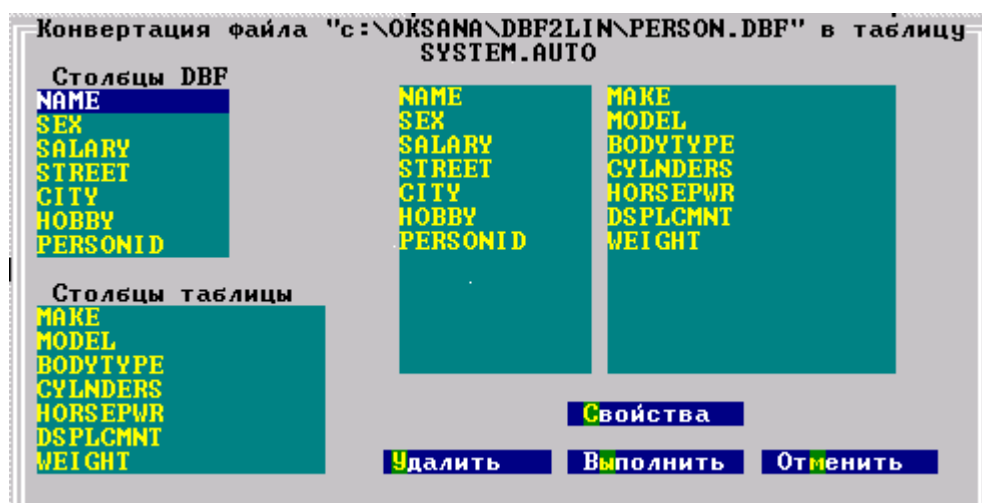 Конвертация файла "c:\OKSANA\DBF2LIN\PERSON.DBF" в таблицу
SYSTEM.AUTO
Столбцы DBF
NAME
SEX
SALARY
STREET
CITY
HOBBY
PERSONID
Столбцы таблицы
MAKE
MODEL
BODYTYPE
CYLNDERS
HORSEPWR
DSPLCMNT
WEIGHT
NAME MAKE
SEX MODEL
SALARY BODYTYPE
STREET CYLNDERS
CITY HORSEPWR
HOBBY DSPLCMNT
PERSONID WEIGHT
Свойства
Удалить Выполнить Отменить